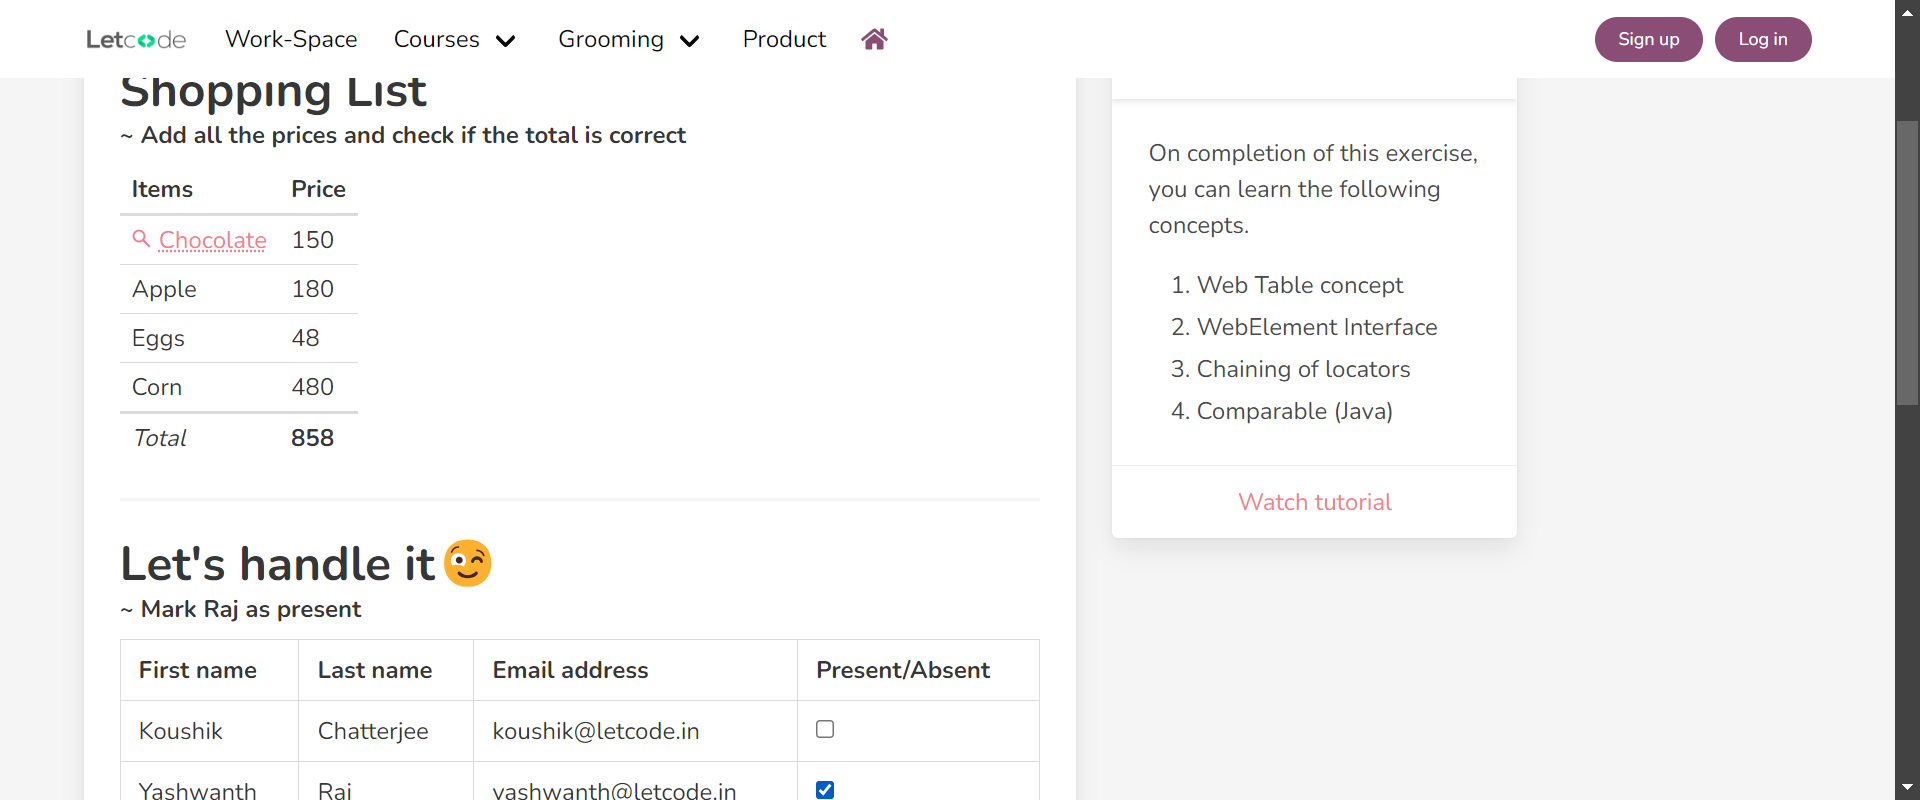 Letcode Work-Space Courses Grooming Product Sign up Log in
Shopping List
~ Add all the prices and check if the total is correct
Items Price
Chocolate 150
Apple 180
Eggs 48
Corn 480
Total 858
Let's handle it
~ Mark Raj as present
First name Last name Email address Present/Absent
Koushik Chatterjee koushik@letcode.in
Yashwanth Raj yashwanth@letcode.in
On completion of this exercise,
you can learn the following
concepts.
1. Web Table concept
2. WebElement Interface
3. Chaining of locators
4. Comparable (Java)
Watch tutorial